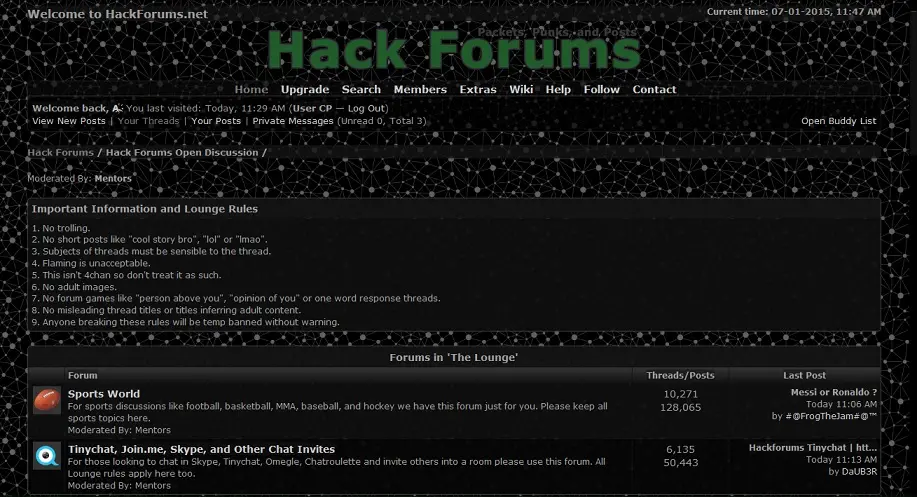 Welcome to HackForums.net
Current time: 07-01-2015, 11:47 AM
Packets, Punks, and Posts
Hack Forums
Home Upgrade Search Members Extras Wiki Help Follow Contact
Welcome back, A. You last visited: Today, 11:29 AM (User CP — Log Out)
View New Posts | Your Threads | Your Posts | Private Messages (Unread 0, Total 3)
Open Buddy List
Hack Forums / Hack Forums Open Discussion /
Moderated By: Mentors
Important Information and Lounge Rules
1. No trolling.
2. No short posts like "cool story bro", "lol" or "lmao".
3. Subjects of threads must be sensible to the thread.
4. Flaming is unacceptable.
5. This isn't 4chan so don't treat it as such.
6. No adult images.
7. No forum games like "person above you", "opinion of you" or one word response threads.
8. No misleading thread titles or titles inferring adult content.
9. Anyone breaking these rules will be temp banned without warning.
Forums in 'The Lounge'
Forum Threads/Posts Last Post
Sports World
For sports discussions like football, basketball, MMA, baseball, and hockey we have this forum just for you. Please keep all
sports topics here.
Moderated By: Mentors
10,271
128,065
Messi or Ronaldo ?
Today 11:06 AM
by #@FrogTheJam#@™
Tinychat, Join.me, Skype, and Other Chat Invites
For those looking to chat in Skype, Tinychat, Omegle, Chatroulette and invite others into a room please use this forum. All
Lounge rules apply here too.
Moderated By: Mentors
6,135
50,443
Hackforums Tinychat | htt...
Today 11:13 AM
by DaUB3R